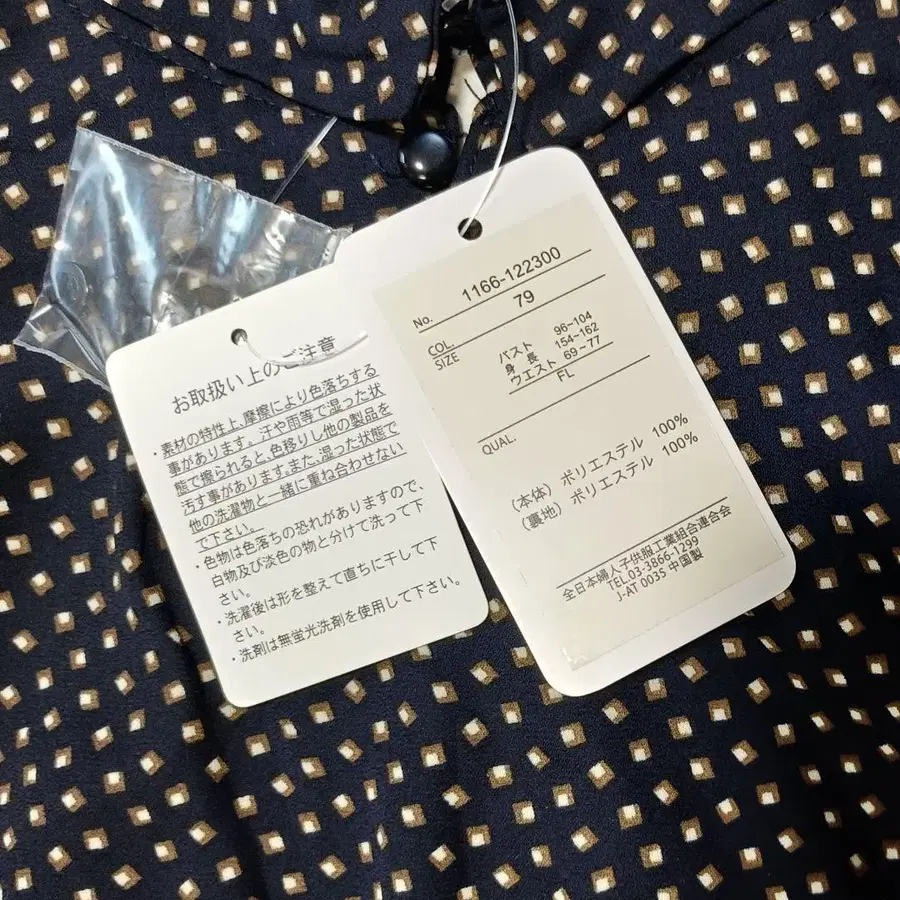 お取扱い上のご注意
・素材の特性上、摩擦により色落ちする
事があります。汗や雨等で湿った状
態で擦られると、色移りし他の製品を
汚す事があります。また、湿った状態で
他の洗濯物と一緒に重ね合わせない
で下さい。
・色物は色落ちの恐れがありますので、
白物及び淡色の物と分けて洗って下
さい。
・洗濯後は形を整えて直ちに干して下
さい。
・洗剤は無蛍光洗剤を使用して下さい。
No. 1166-122300
COL. 79
SIZE バスト 96~104
身長 154~162
ウエスト 69~77
FL
QUAL.
(本体) ポリエステル 100%
(裏地) ポリエステル 100%
全日本婦人子供服工業組合連合会
TEL03-3866-1299
J-AT 0035 中国製